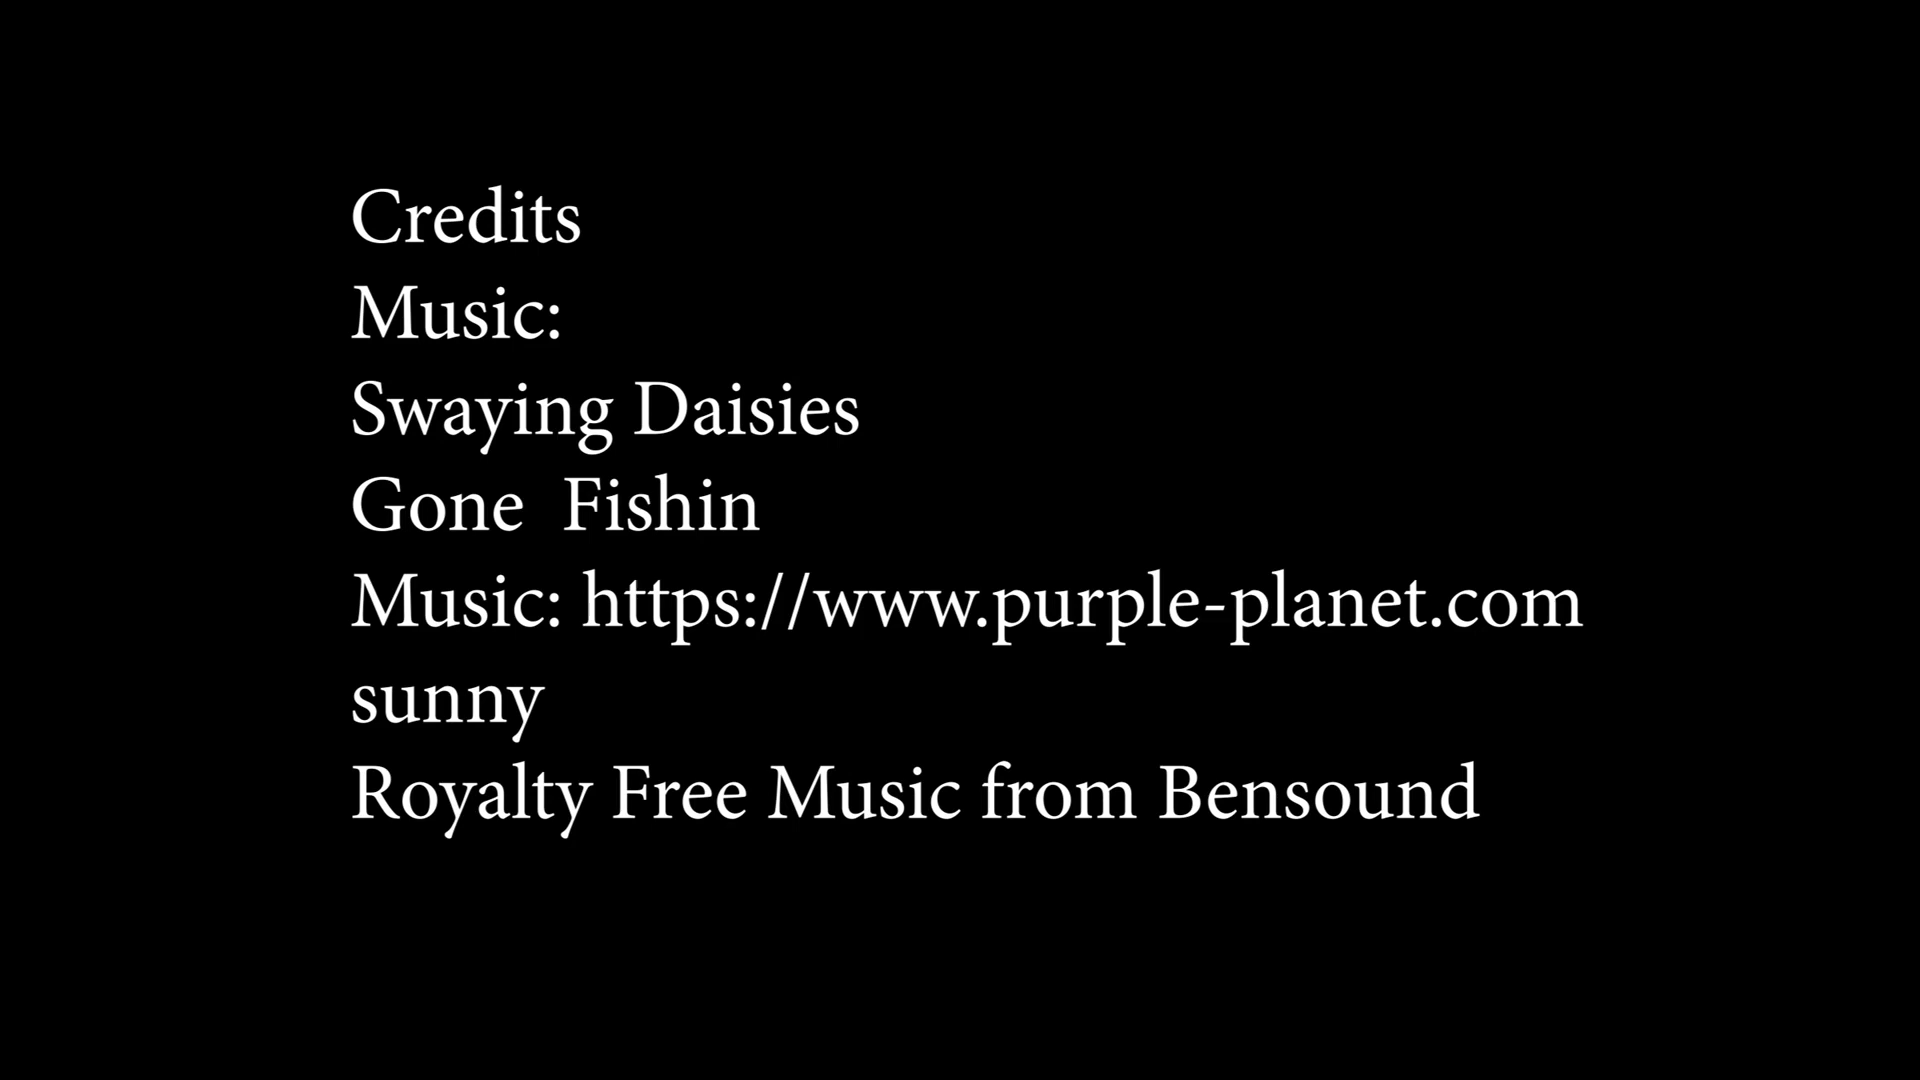 Credits
Music:
Swaying Daisies
Gone  Fishin
Music: https://www.purple-planet.com
sunny
Royalty Free Music from Bensound